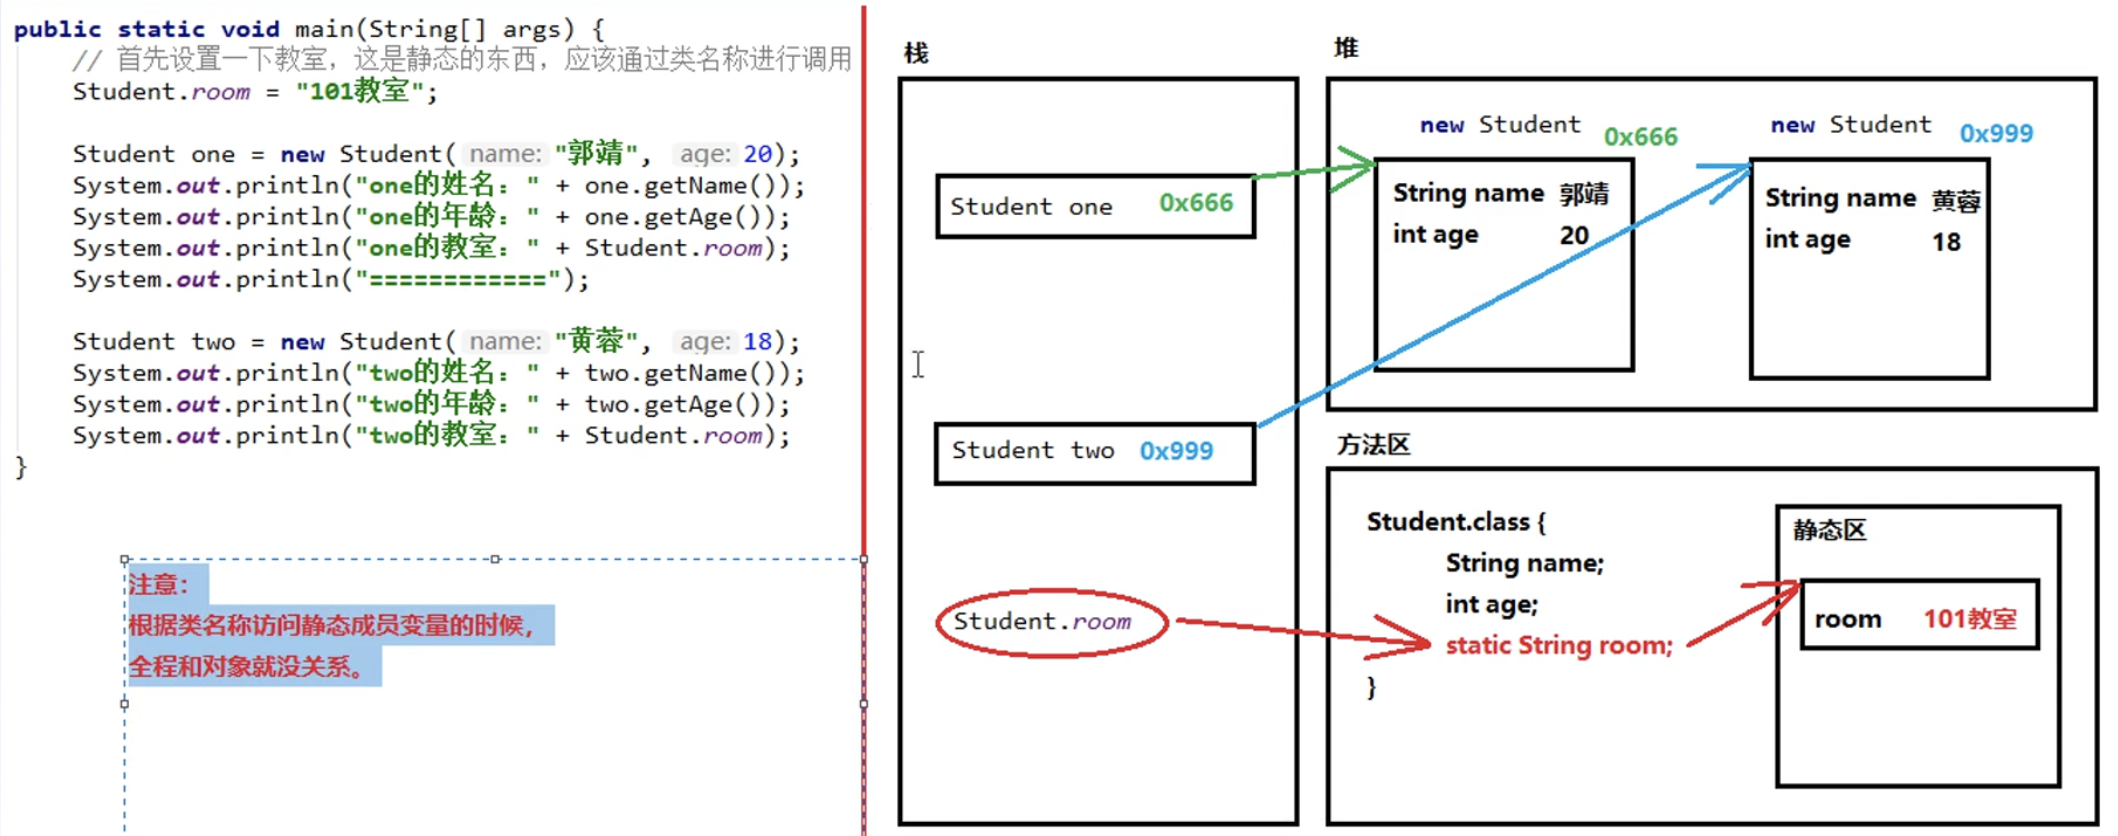 public static void main(String[] args) {
// 首先设置一下教室，这是静态的东西，应该通过类名称进行调用
Student.room = "101教室";
Student one = new Student( name: "郭靖", age: 20);
System.out.println("one的姓名：" + one.getName());
System.out.println("one的年龄：" + one.getAge());
System.out.println("one的教室：" + Student.room);
System.out.println("============");
Student two = new Student( name: "黄蓉", age: 18);
System.out.println("two的姓名：" + two.getName());
System.out.println("two的年龄：" + two.getAge());
System.out.println("two的教室：" + Student.room);
}
注意：
根据类名称访问静态成员变量的时候，
全程和对象就没关系。
栈
Student one 0x666
Student two 0x999
Student.room
堆
new Student 0x666
String name 郭靖
int age 20
new Student 0x999
String name 黄蓉
int age 18
方法区
Student.class {
String name;
int age;
static String room;
}
静态区
room 101教室